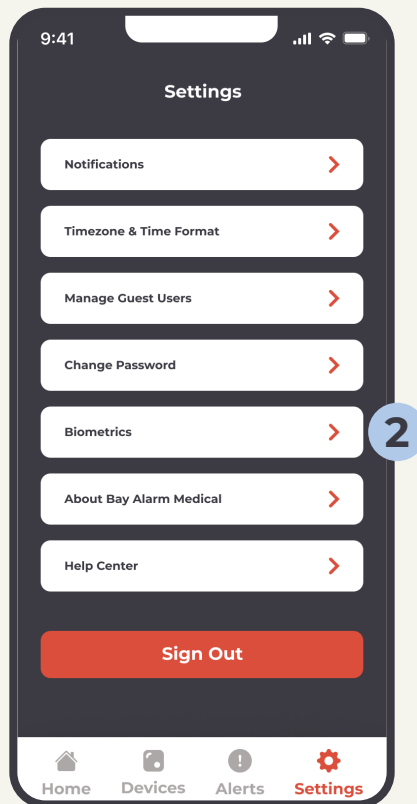 9:41
Settings
Notifications
Timezone & Time Format
Manage Guest Users
Change Password
Biometrics
2
About Bay Alarm Medical
Help Center
Sign Out
Home Devices Alerts Settings